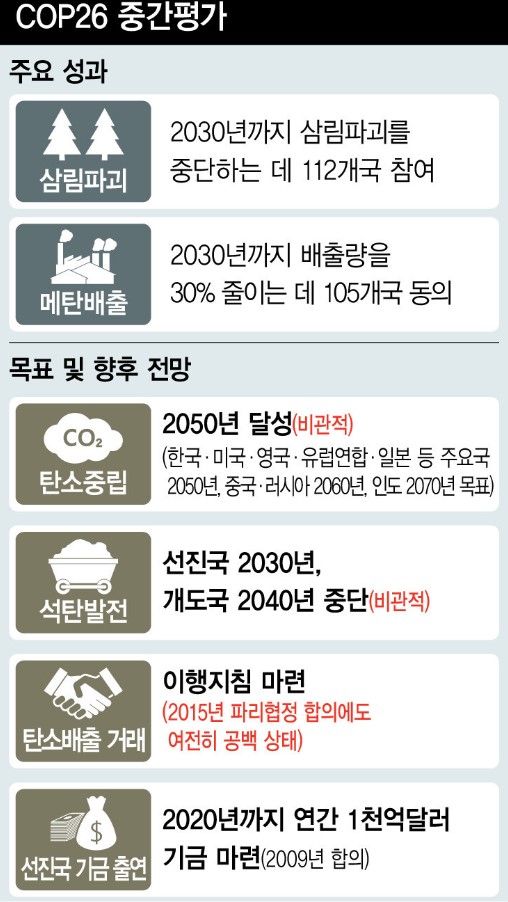 COP26 중간평가
주요 성과
삼림파괴
2030년까지 삼림파괴를
중단하는 데 112개국 참여
메탄배출
2030년까지 배출량을
30% 줄이는 데 105개국 동의
목표 및 향후 전망
CO₂
탄소중립
2050년 달성(비관적)
(한국·미국·영국·유럽연합·일본 등 주요국
2050년, 중국·러시아 2060년, 인도 2070년 목표)
석탄발전
선진국 2030년,
개도국 2040년 중단(비관적)
탄소배출 거래
이행지침 마련
(2015년 파리협정 합의에도
여전히 공백 상태)
$
선진국 기금 출연
2020년까지 연간 1천억달러
기금 마련(2009년 합의)